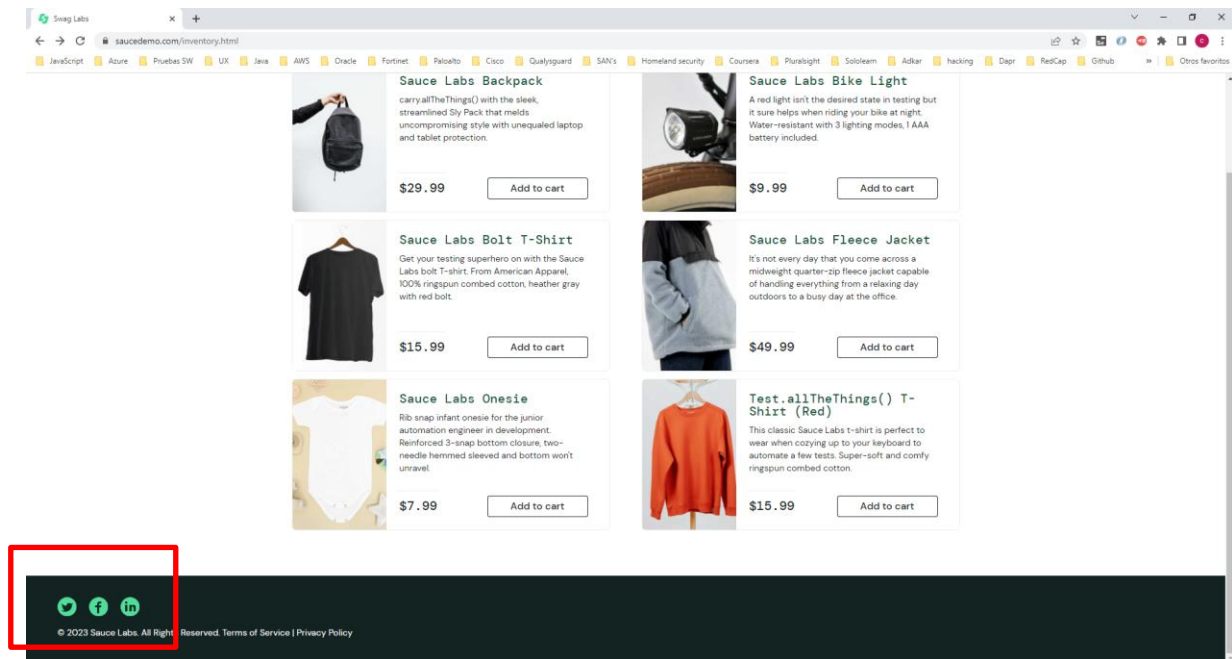 Swag Labs
saucedemo.com/inventory.html
JavaScript Azure Pruebas SW UX Java AWS Oracle Fortinet Paloalto Cisco Qualysguard SAN's Homeland security Coursera Pluralsight Sololearn Adkar hacking Dapr RedCap Github » Otros favoritos
Sauce Labs Backpack
carry.allTheThings() with the sleek,
streamlined Sly Pack that melds
uncompromising style with unequaled laptop
and tablet protection.
$29.99 Add to cart
Sauce Labs Bike Light
A red light isn't the desired state in testing but
it sure helps when riding your bike at night.
Water-resistant with 3 lighting modes, 1 AAA
battery included.
$9.99 Add to cart
Sauce Labs Bolt T-Shirt
Get your testing superhero on with the Sauce
Labs bolt T-shirt. From American Apparel,
100% ringspun combed cotton, heather gray
with red bolt.
$15.99 Add to cart
Sauce Labs Fleece Jacket
It's not every day that you come across a
midweight quarter-zip fleece jacket capable
of handling everything from a relaxing day
outdoors to a busy day at the office.
$49.99 Add to cart
Sauce Labs Onesie
Rib snap infant onesie for the junior
automation engineer in development.
Reinforced 3-snap bottom closure, two-
needle hemmed sleeved and bottom won't
unravel.
$7.99 Add to cart
Test.allTheThings() T-
Shirt (Red)
This classic Sauce Labs t-shirt is perfect to
wear when cozying up to your keyboard to
automate a few tests. Super-soft and comfy
ringspun combed cotton.
$15.99 Add to cart
© 2023 Sauce Labs. All Rights Reserved. Terms of Service | Privacy Policy